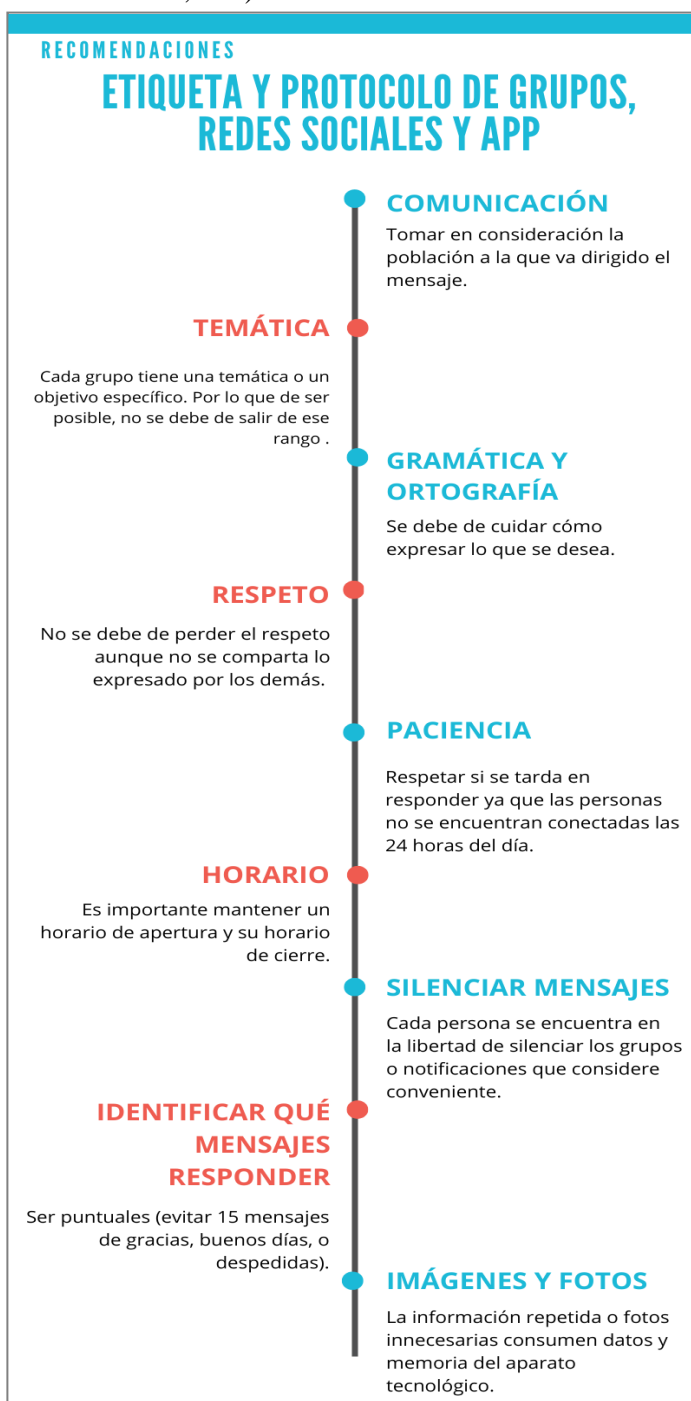 RECOMENDACIONES
ETIQUETA Y PROTOCOLO DE GRUPOS,
REDES SOCIALES Y APP
COMUNICACIÓN
Tomar en consideración la
población a la que va dirigido el
mensaje.
TEMÁTICA
Cada grupo tiene una temática o un
objetivo específico. Por lo que de ser
posible, no se debe de salir de ese
rango .
GRAMÁTICA Y
ORTOGRAFÍA
Se debe de cuidar cómo
expresar lo que se desea.
RESPETO
No se debe de perder el respeto
aunque no se comparta lo
expresado por los demás.
PACIENCIA
Respetar si se tarda en
responder ya que las personas
no se encuentran conectadas las
24 horas del día.
HORARIO
Es importante mantener un
horario de apertura y su horario
de cierre.
SILENCIAR MENSAJES
Cada persona se encuentra en
la libertad de silenciar los grupos
o notificaciones que considere
conveniente.
IDENTIFICAR QUÉ
MENSAJES
RESPONDER
Ser puntuales (evitar 15 mensajes
de gracias, buenos días, o
despedidas).
IMÁGENES Y FOTOS
La información repetida o fotos
innecesarias consumen datos y
memoria del aparato
tecnológico.